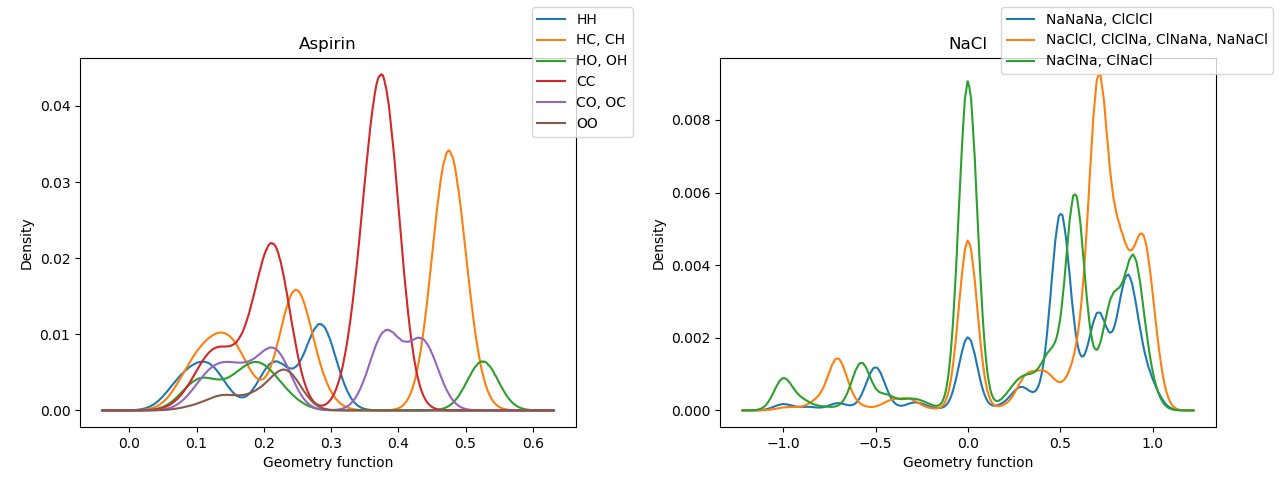 Aspirin
HH
HC, CH
HO, OH
CC
CO, OC
OO
0.04
0.03
0.02
0.01
0.00
Density
0.0 0.1 0.2 0.3 0.4 0.5 0.6
Geometry function
NaCl
NaNaNa, ClClCl
NaClCl, ClClNa, ClNaNa, NaNaCl
NaClNa, ClNaCl
0.008
0.006
0.004
0.002
0.000
Density
−1.0 −0.5 0.0 0.5 1.0
Geometry function